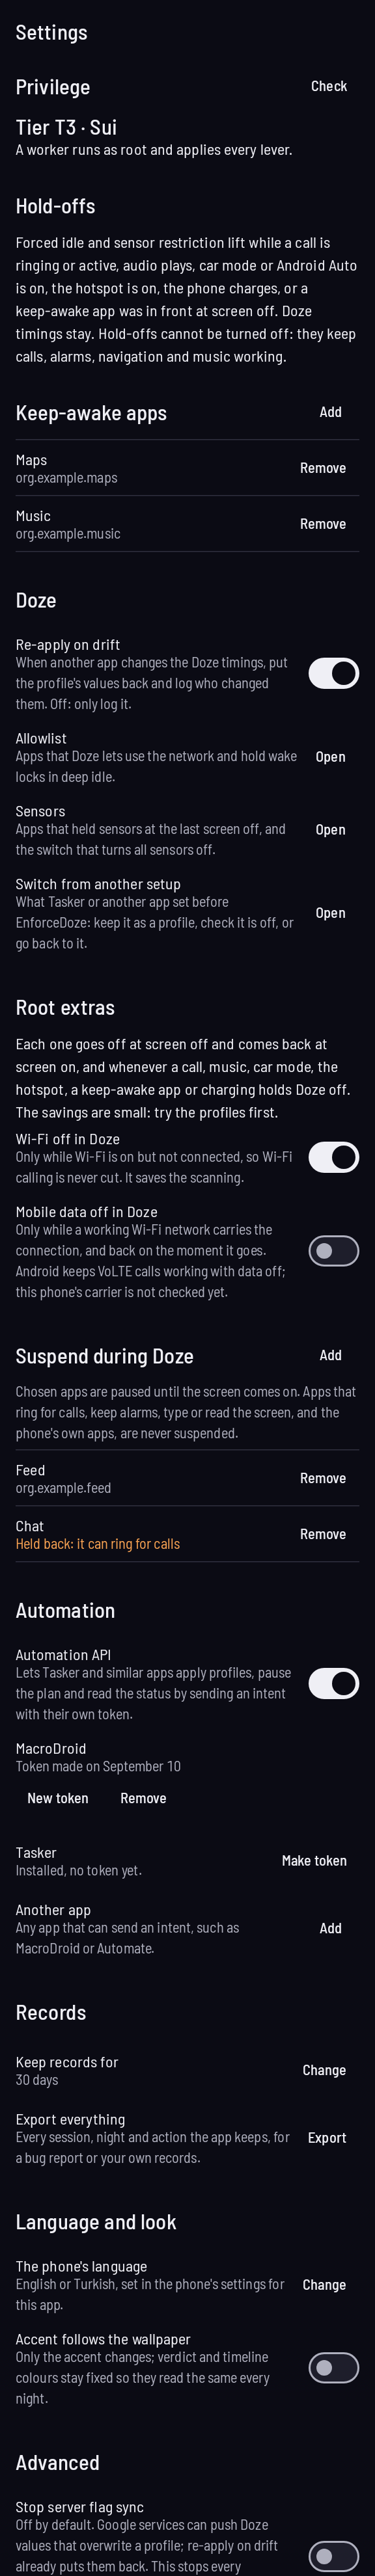 Settings
Privilege
Check
Tier T3 · Sui
A worker runs as root and applies every lever.
Hold-offs
Forced idle and sensor restriction lift while a call is
ringing or active, audio plays, car mode or Android Auto
is on, the hotspot is on, the phone charges, or a
keep-awake app was in front at screen off. Doze
timings stay. Hold-offs cannot be turned off: they keep
calls, alarms, navigation and music working.
Keep-awake apps
Add
Maps
org.example.maps
Remove
Music
org.example.music
Remove
Doze
Re-apply on drift
When another app changes the Doze timings, put
the profile's values back and log who changed
them. Off: only log it.
Allowlist
Apps that Doze lets use the network and hold wake
locks in deep idle.
Open
Sensors
Apps that held sensors at the last screen off, and
the switch that turns all sensors off.
Open
Switch from another setup
What Tasker or another app set before
EnforceDoze: keep it as a profile, check it is off, or
go back to it.
Open
Root extras
Each one goes off at screen off and comes back at
screen on, and whenever a call, music, car mode, the
hotspot, a keep-awake app or charging holds Doze off.
The savings are small: try the profiles first.
Wi-Fi off in Doze
Only while Wi-Fi is on but not connected, so Wi-Fi
calling is never cut. It saves the scanning.
Mobile data off in Doze
Only while a working Wi-Fi network carries the
connection, and back on the moment it goes.
Android keeps VoLTE calls working with data off;
this phone's carrier is not checked yet.
Suspend during Doze
Add
Chosen apps are paused until the screen comes on. Apps that
ring for calls, keep alarms, type or read the screen, and the
phone's own apps, are never suspended.
Feed
org.example.feed
Remove
Chat
Held back: it can ring for calls
Remove
Automation
Automation API
Lets Tasker and similar apps apply profiles, pause
the plan and read the status by sending an intent
with their own token.
MacroDroid
Token made on September 10
New token
Remove
Tasker
Installed, no token yet.
Make token
Another app
Any app that can send an intent, such as
MacroDroid or Automate.
Add
Records
Keep records for
30 days
Change
Export everything
Every session, night and action the app keeps, for
a bug report or your own records.
Export
Language and look
The phone's language
English or Turkish, set in the phone's settings for
this app.
Change
Accent follows the wallpaper
Only the accent changes; verdict and timeline
colours stay fixed so they read the same every
night.
Advanced
Stop server flag sync
Off by default. Google services can push Doze
values that overwrite a profile; re-apply on drift
already puts them back. This stops every